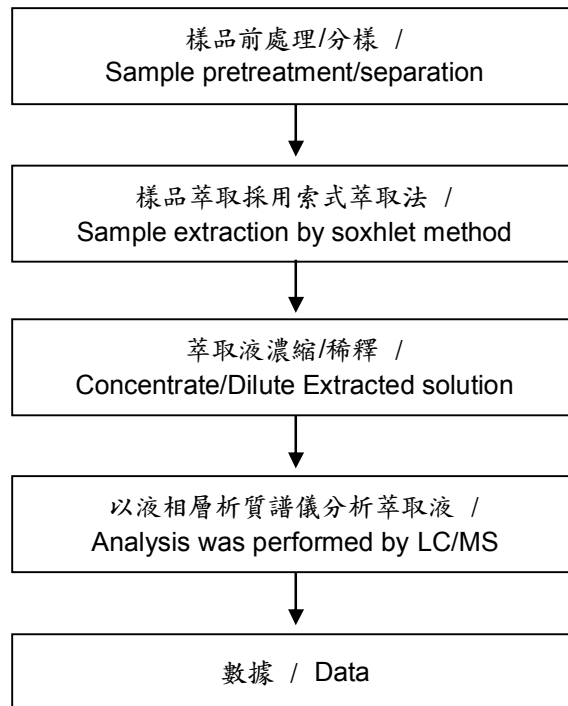 樣品前處理/分樣 /
Sample pretreatment/separation
樣品萃取採用索式萃取法 /
Sample extraction by soxhlet method
萃取液濃縮/稀釋 /
Concentrate/Dilute Extracted solution
以液相層析質譜儀分析萃取液 /
Analysis was performed by LC/MS
數據 / Data